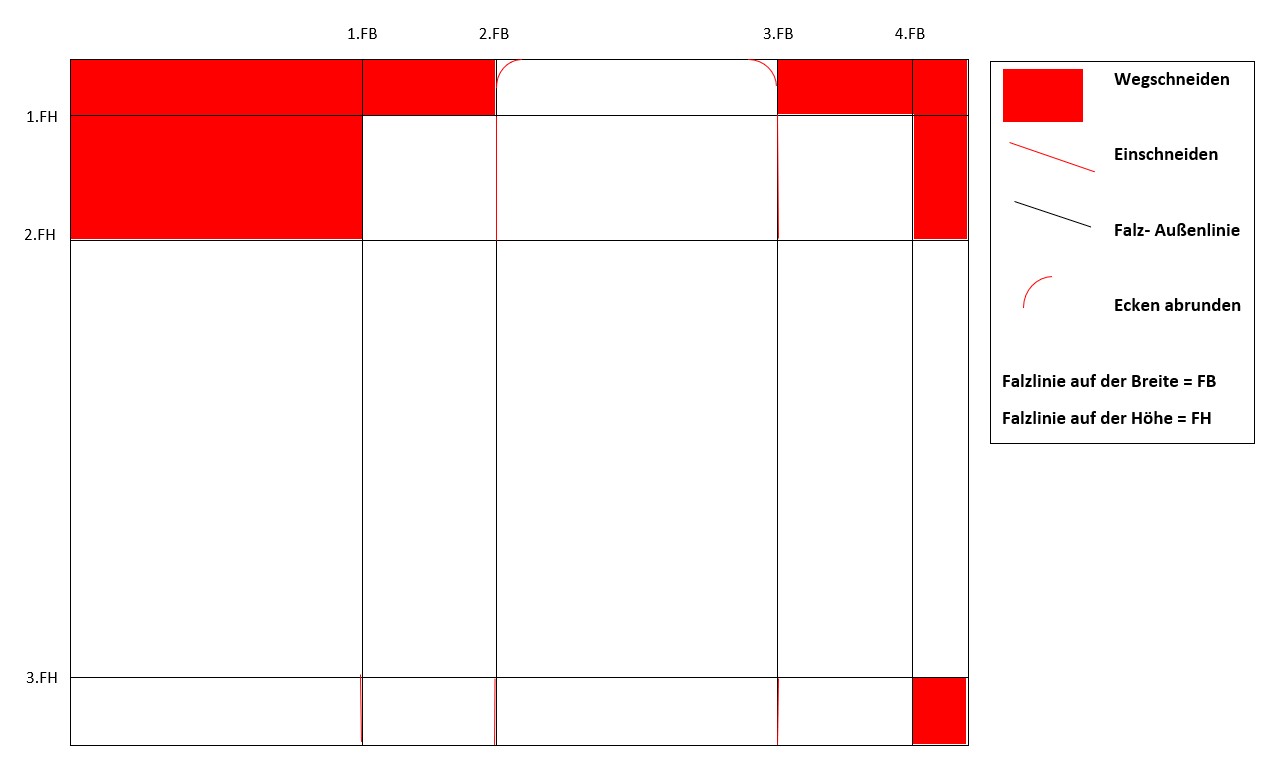 1.FB
2.FB
3.FB
4.FB
1.FH
2.FH
3.FH
Wegschneiden
Einschneiden
Falz- Außenlinie
Ecken abrunden
Falzlinie auf der Breite = FB
Falzlinie auf der Höhe = FH